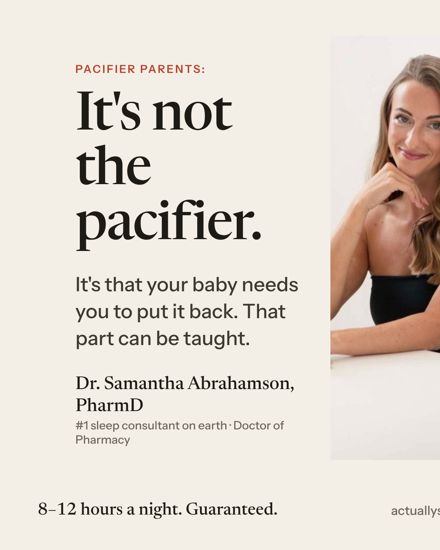 PACIFIER PARENTS:
It's not
the
pacifier.
It's that your baby needs
you to put it back. That
part can be taught.
Dr. Samantha Abrahamson,
PharmD
#1 sleep consultant on earth · Doctor of
Pharmacy
8–12 hours a night. Guaranteed.
actuallys